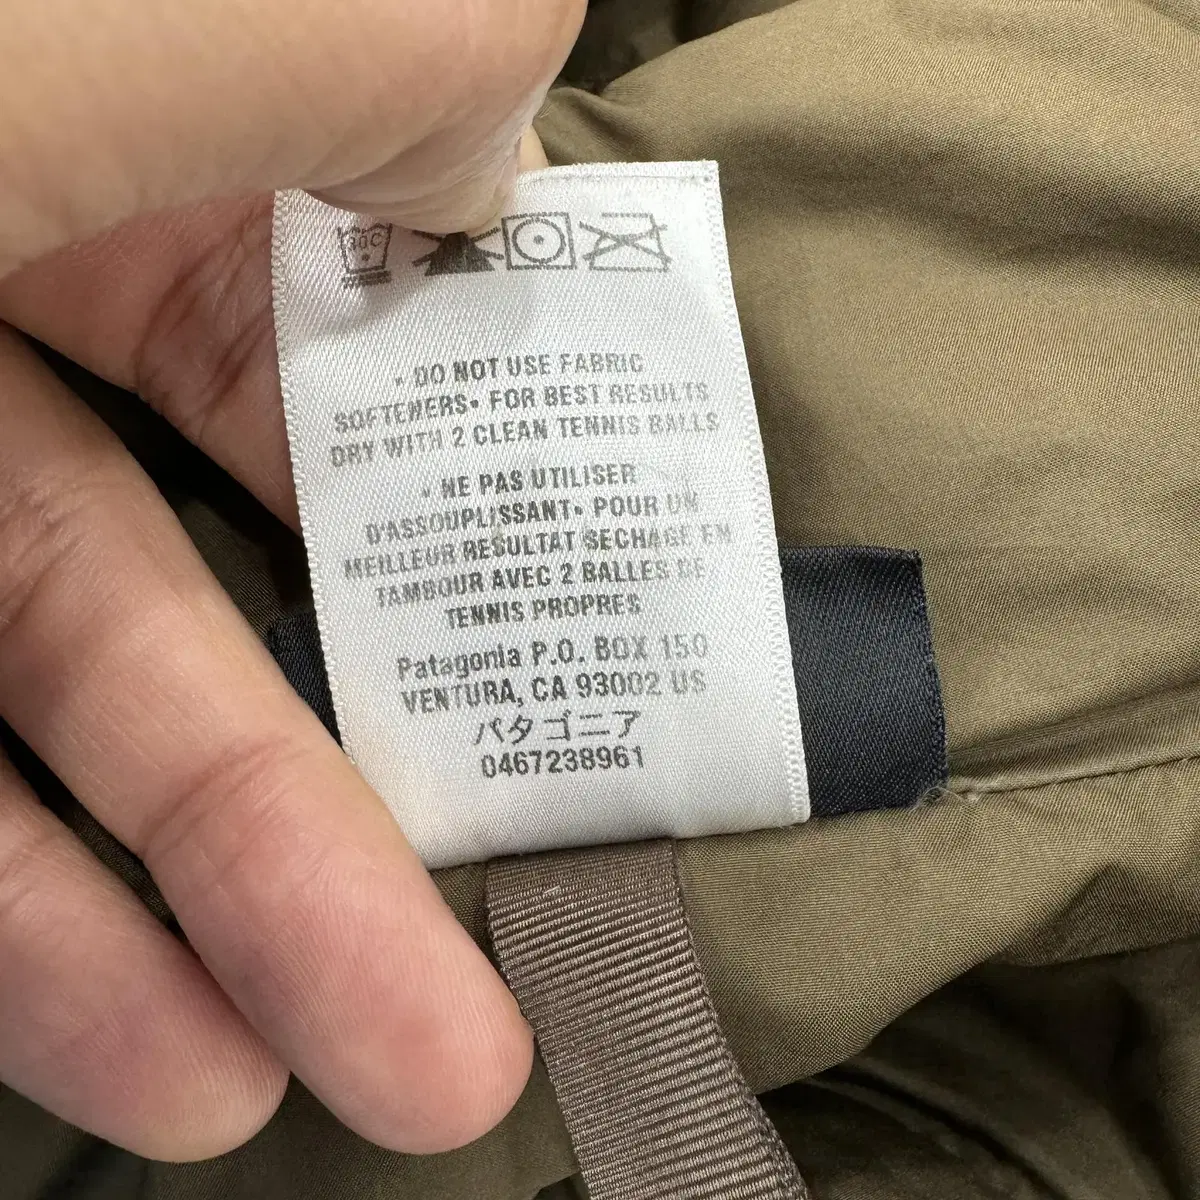 30C
• DO NOT USE FABRIC
SOFTENERS• FOR BEST RESULTS
DRY WITH 2 CLEAN TENNIS BALLS
• NE PAS UTILISER
D'ASSOUPLISSANT• POUR UN
MEILLEUR RESULTAT SECHAGE EN
TAMBOUR AVEC 2 BALLES DE
TENNIS PROPRES
Patagonia P.O. BOX 150
VENTURA, CA 93002 US
パタゴニア
0467238961